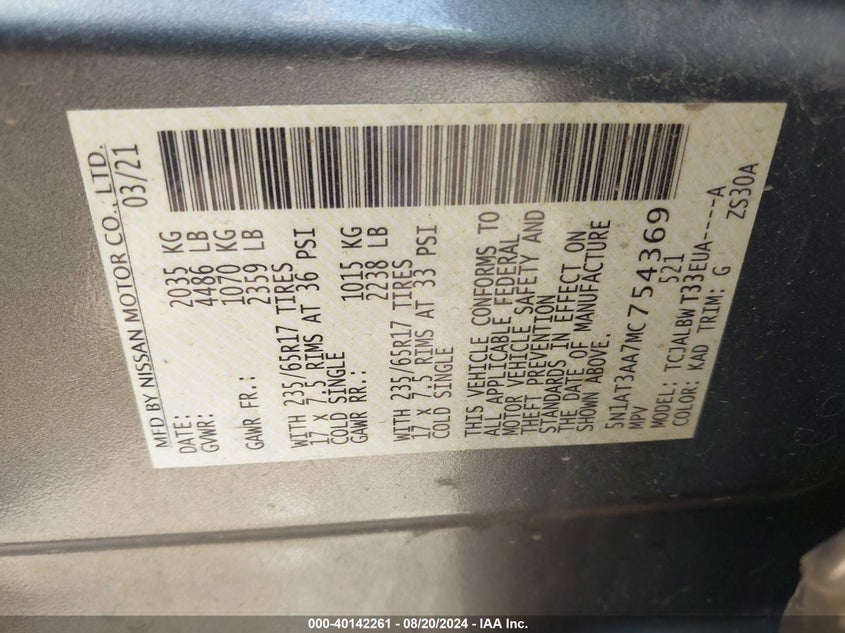 MFD BY NISSAN MOTOR CO., LTD.
DATE: 03/21
GVWR: 2035 KG
4486 LB
GAWR FR.: 1070 KG
2359 LB
WITH 235/65R17 TIRES
17 X 7.5 RIMS AT 36 PSI
COLD SINGLE
GAWR RR.: 1015 KG
2238 LB
WITH 235/65R17 TIRES
17 X 7.5 RIMS AT 33 PSI
COLD SINGLE
THIS VEHICLE CONFORMS TO
ALL APPLICABLE FEDERAL
MOTOR VEHICLE SAFETY AND
THEFT PREVENTION
STANDARDS IN EFFECT ON
THE DATE OF MANUFACTURE
SHOWN ABOVE.
5N1AT3AA7MC754369
MPV 521
MODEL: TCJALBW T33EUA----A
COLOR: KAD TRIM: G ZS30A
000-40142261 - 08/20/2024 - IAA Inc.